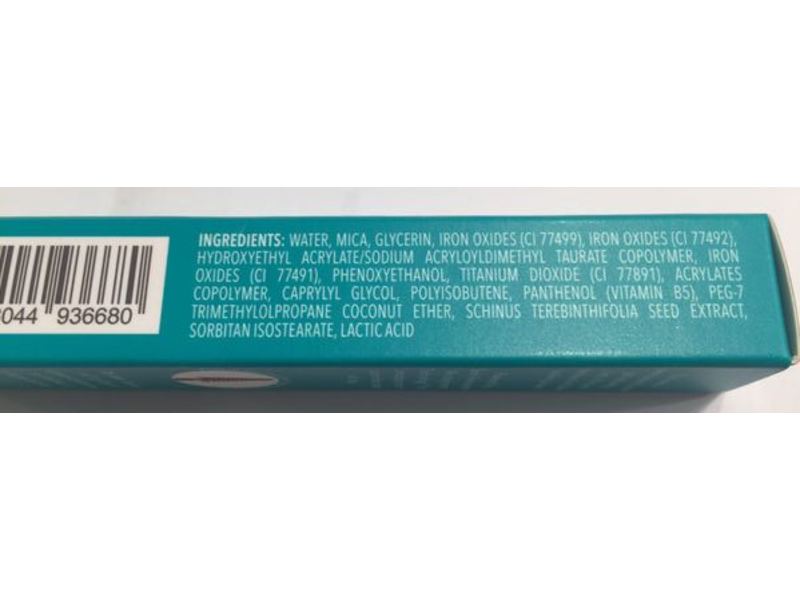 INGREDIENTS: WATER, MICA, GLYCERIN, IRON OXIDES (CI 77499), IRON OXIDES (CI 77492),
HYDROXYETHYL ACRYLATE/SODIUM ACRYLOYLDIMETHYL TAURATE COPOLYMER, IRON
OXIDES (CI 77491), PHENOXYETHANOL, TITANIUM DIOXIDE (CI 77891), ACRYLATES
COPOLYMER, CAPRYLYL GLYCOL, POLYISOBUTENE, PANTHENOL (VITAMIN B5), PEG-7
TRIMETHYLOLPROPANE COCONUT ETHER, SCHINUS TEREBINTHIFOLIA SEED EXTRACT,
SORBITAN ISOSTEARATE, LACTIC ACID
044 936680